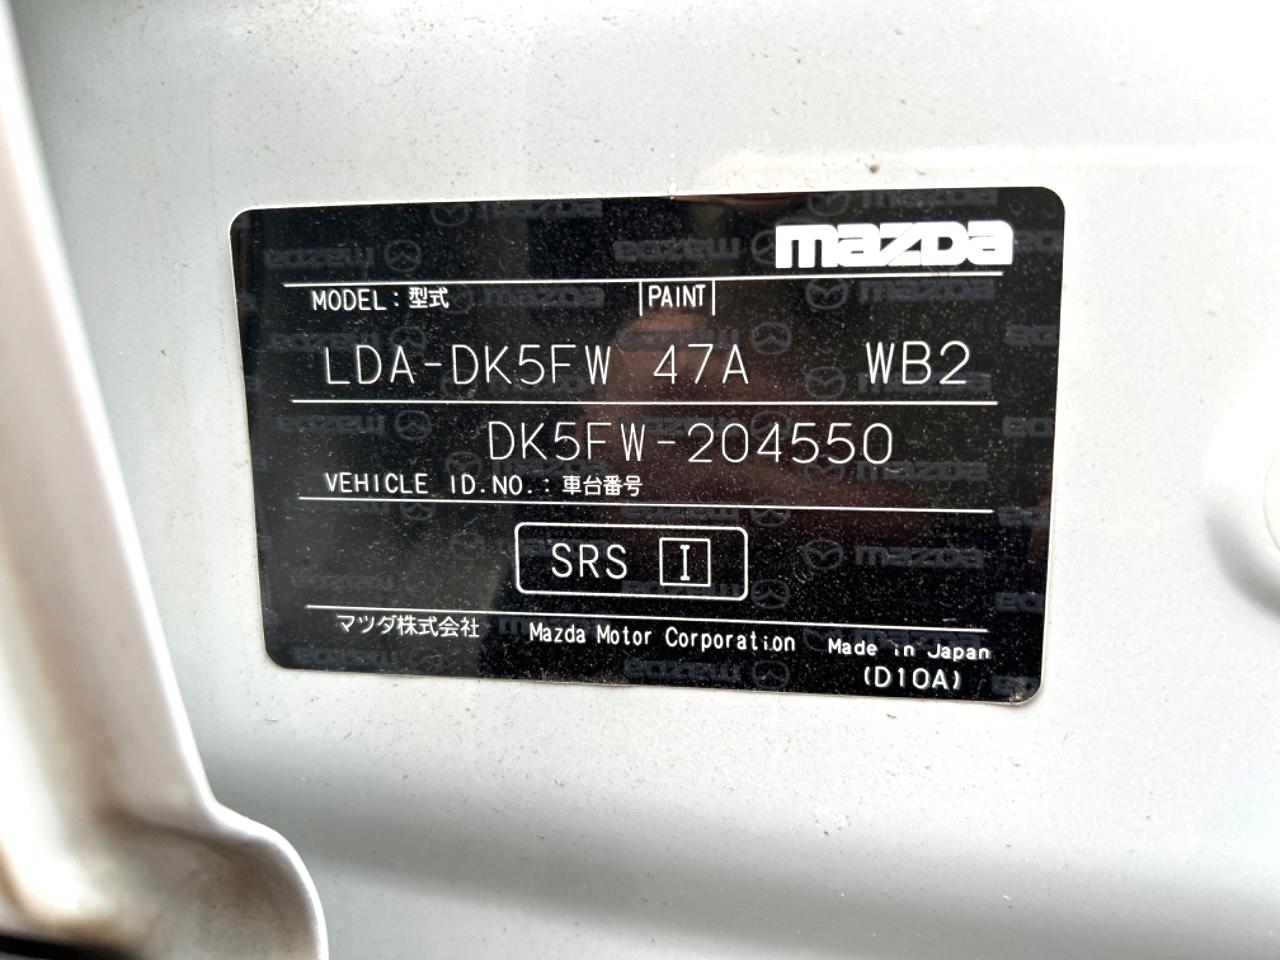 mazda
MODEL：型式 |PAINT|
LDA-DK5FW 47A WB2
DK5FW-204550
VEHICLE ID.NO.：車台番号
SRS I
マツダ株式会社 Mazda Motor Corporation Made in Japan
(D10A)